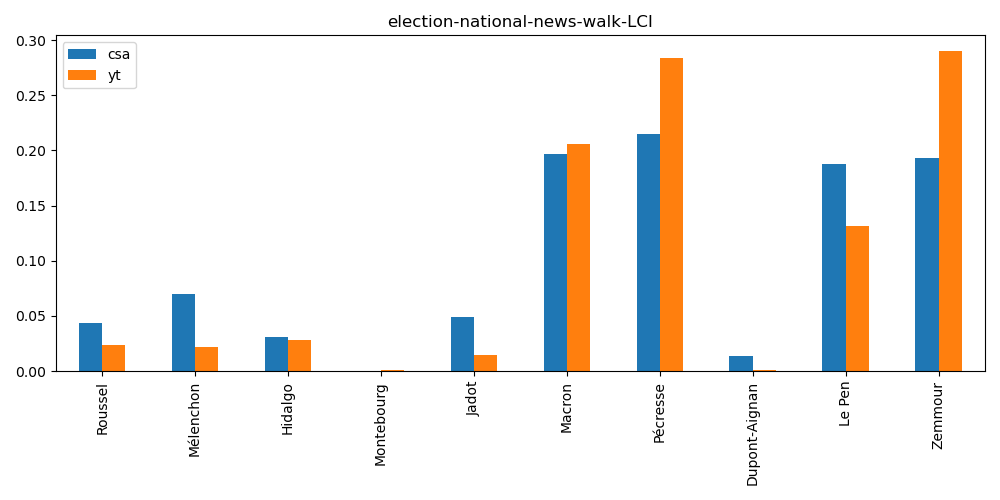 election-national-news-walk-LCI
csa
yt
0.30
0.25
0.20
0.15
0.10
0.05
0.00
Roussel
Mélenchon
Hidalgo
Montebourg
Jadot
Macron
Pécresse
Dupont-Aignan
Le Pen
Zemmour